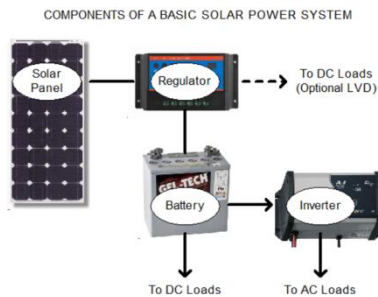 COMPONENTS OF A BASIC SOLAR POWER SYSTEM
Solar
Panel
Regulator
To DC Loads
(Optional LVD)
GEL-TECH
Battery
Inverter
To DC Loads
To AC Loads